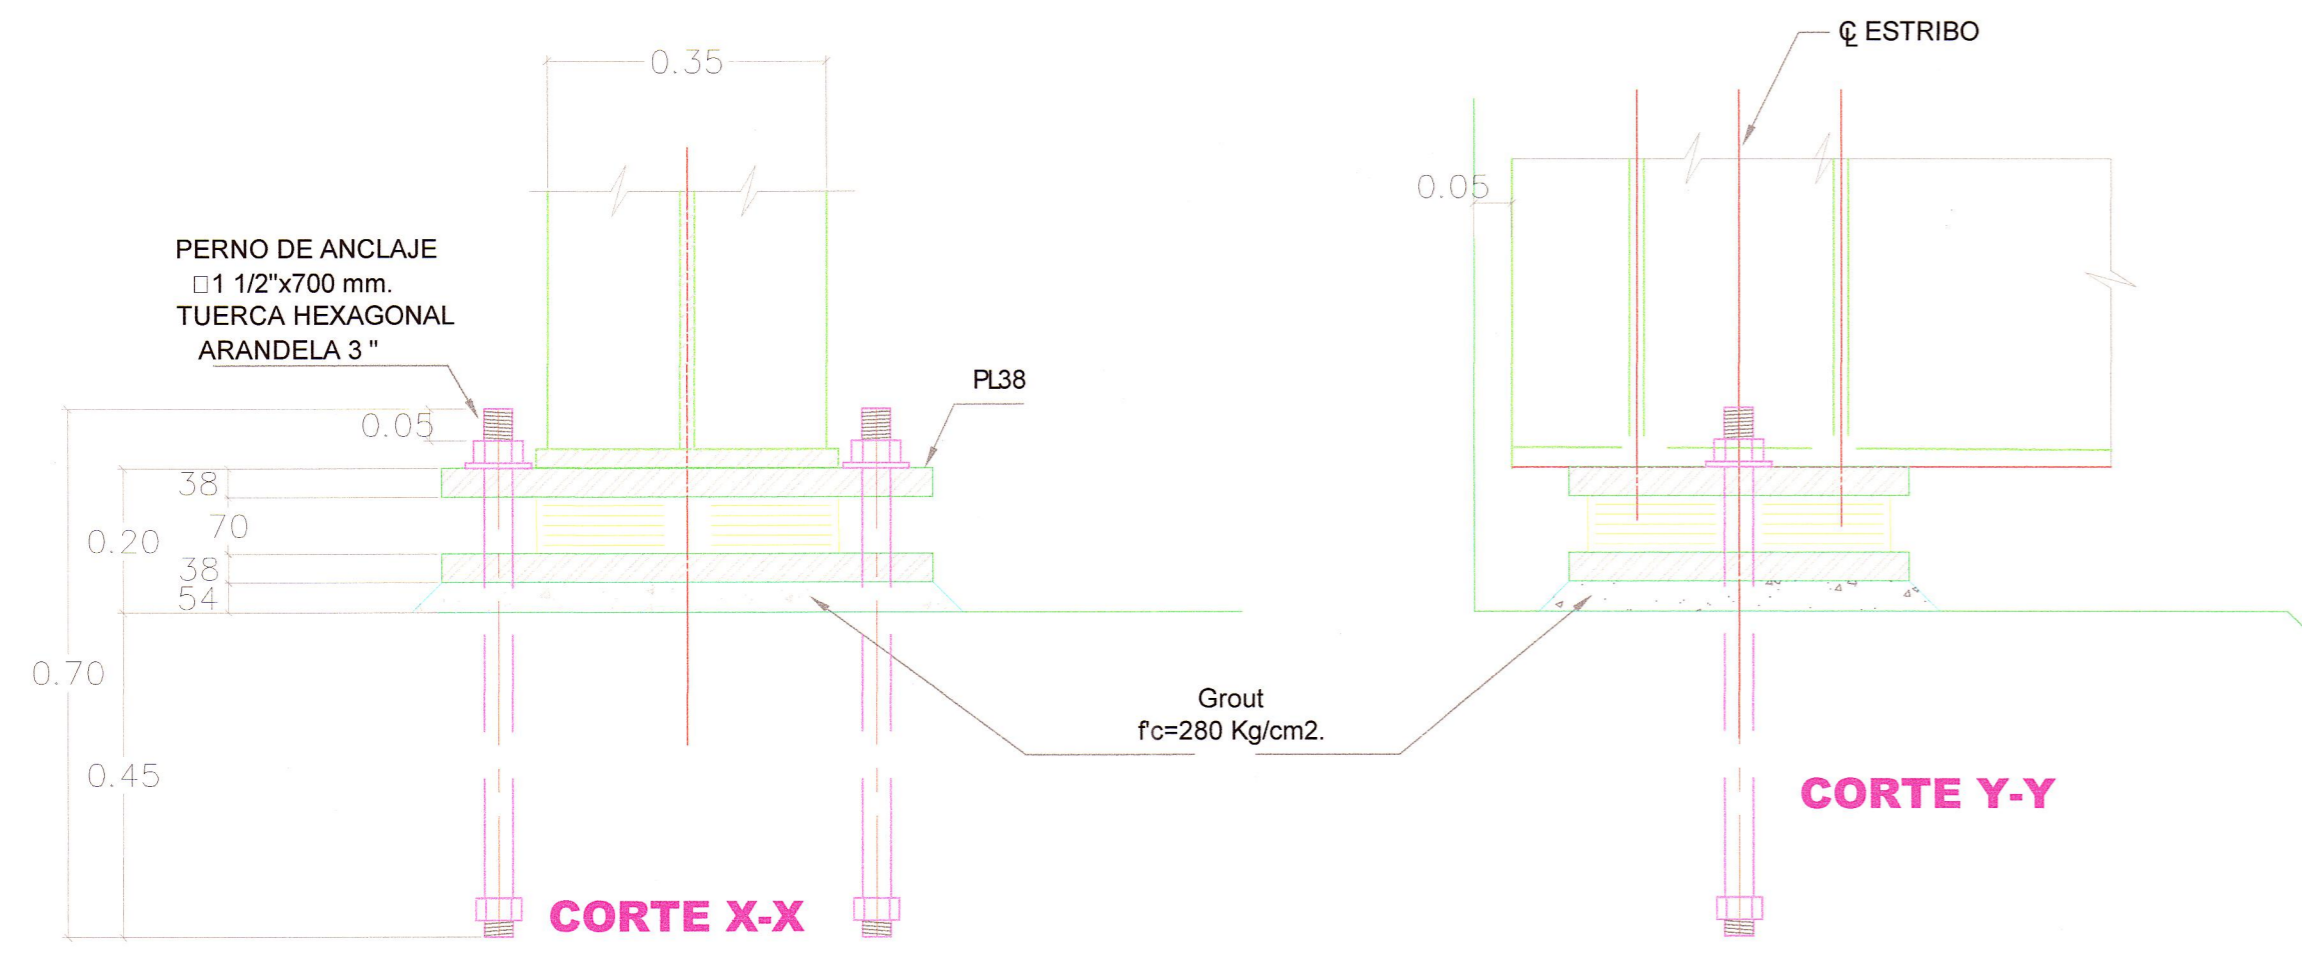 0.35
℄ ESTRIBO
0.05
PERNO DE ANCLAJE
□1 1/2"x700 mm.
TUERCA HEXAGONAL
ARANDELA 3 "
PL38
0.05
38
70
0.20
38
54
0.70
0.45
Grout
f'c=280 Kg/cm2.
CORTE X-X
CORTE Y-Y